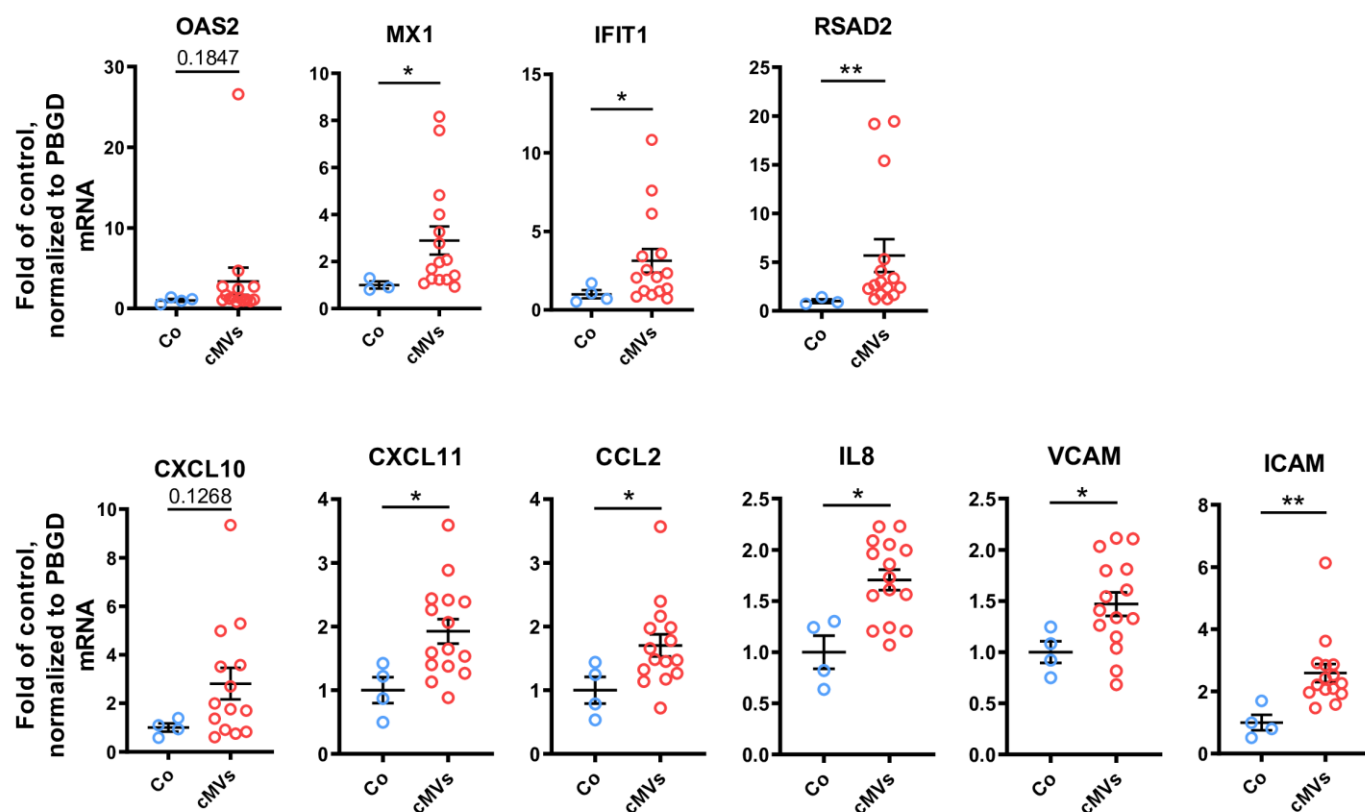 OAS2
MX1
IFIT1
RSAD2
0.1847
*
*
**
Fold of control,
normalized to PBGD
mRNA
30
20
10
0
10
8
6
4
2
0
15
10
5
0
25
20
15
10
5
0
Co
cMVs
Co
cMVs
Co
cMVs
Co
cMVs
CXCL10
CXCL11
CCL2
IL8
VCAM
ICAM
0.1268
*
*
*
*
**
Fold of control,
normalized to PBGD
mRNA
10
8
6
4
2
0
4
3
2
1
0
4
3
2
1
0
2.5
2.0
1.5
1.0
0.5
0.0
2.5
2.0
1.5
1.0
0.5
0.0
8
6
4
2
0
Co
cMVs
Co
cMVs
Co
cMVs
Co
cMVs
Co
cMVs
Co
cMVs